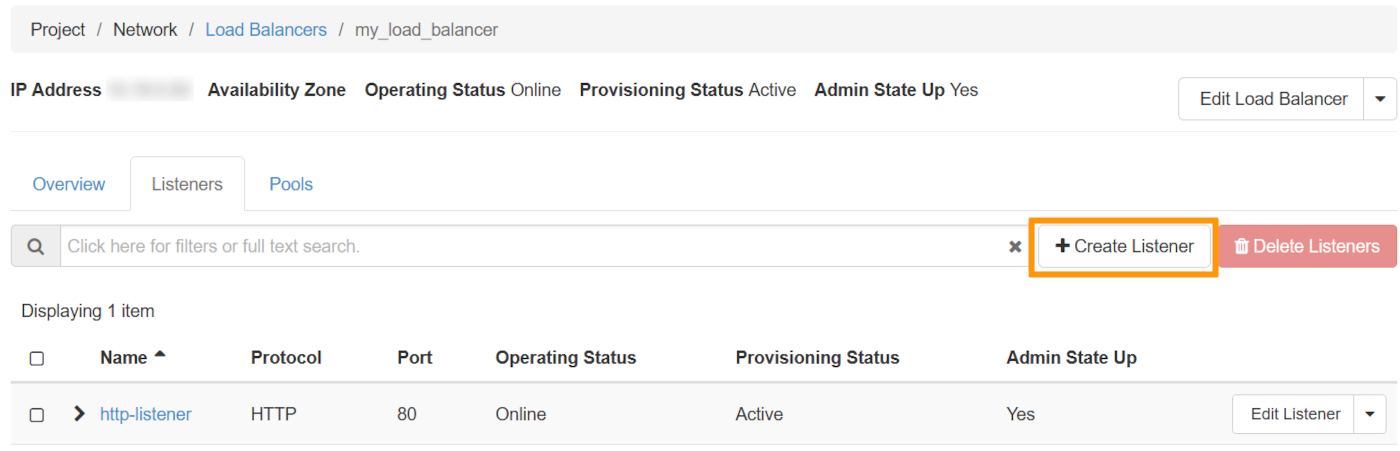 Project / Network / Load Balancers / my_load_balancer
IP Address Availability Zone Operating Status Online Provisioning Status Active Admin State Up Yes
Edit Load Balancer
Overview Listeners Pools
Click here for filters or full text search. Create Listener Delete Listeners
Displaying 1 item
Name Protocol Port Operating Status Provisioning Status Admin State Up
http-listener HTTP 80 Online Active Yes Edit Listener